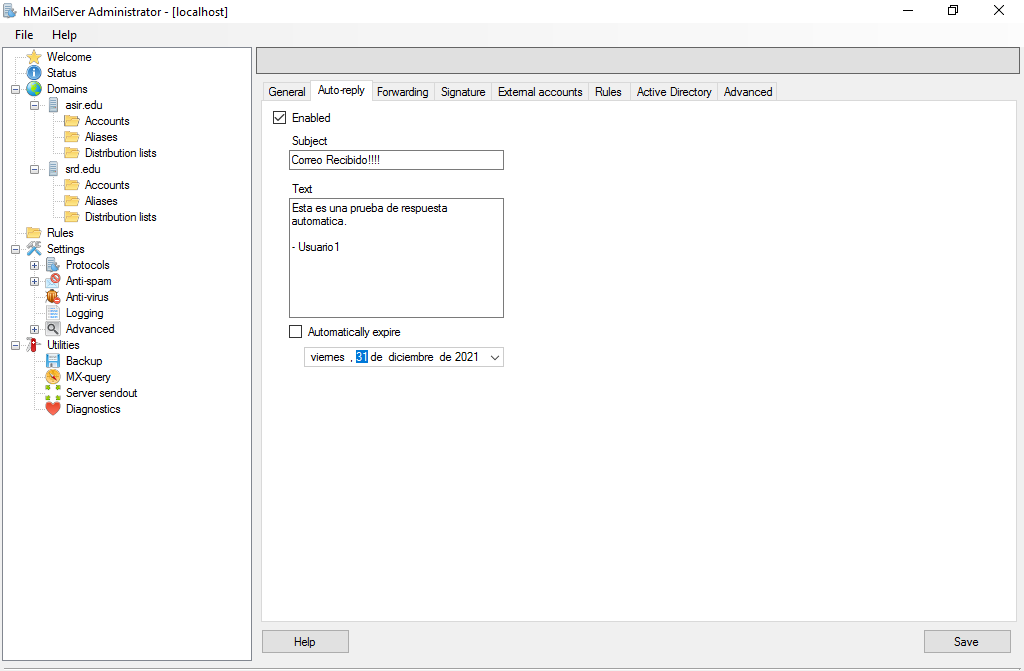 hMailServer Administrator - [localhost]
File Help
Welcome
Status
Domains
asir.edu
Accounts
Aliases
Distribution lists
srd.edu
Accounts
Aliases
Distribution lists
Rules
Settings
Protocols
Anti-spam
Anti-virus
Logging
Advanced
Utilities
Backup
MX-query
Server sendout
Diagnostics
General Auto-reply Forwarding Signature External accounts Rules Active Directory Advanced
Enabled
Subject
Correo Recibido!!!!
Text
Esta es una prueba de respuesta
automatica.
- Usuario1
Automatically expire
viernes , 31 de diciembre de 2021
Help
Save